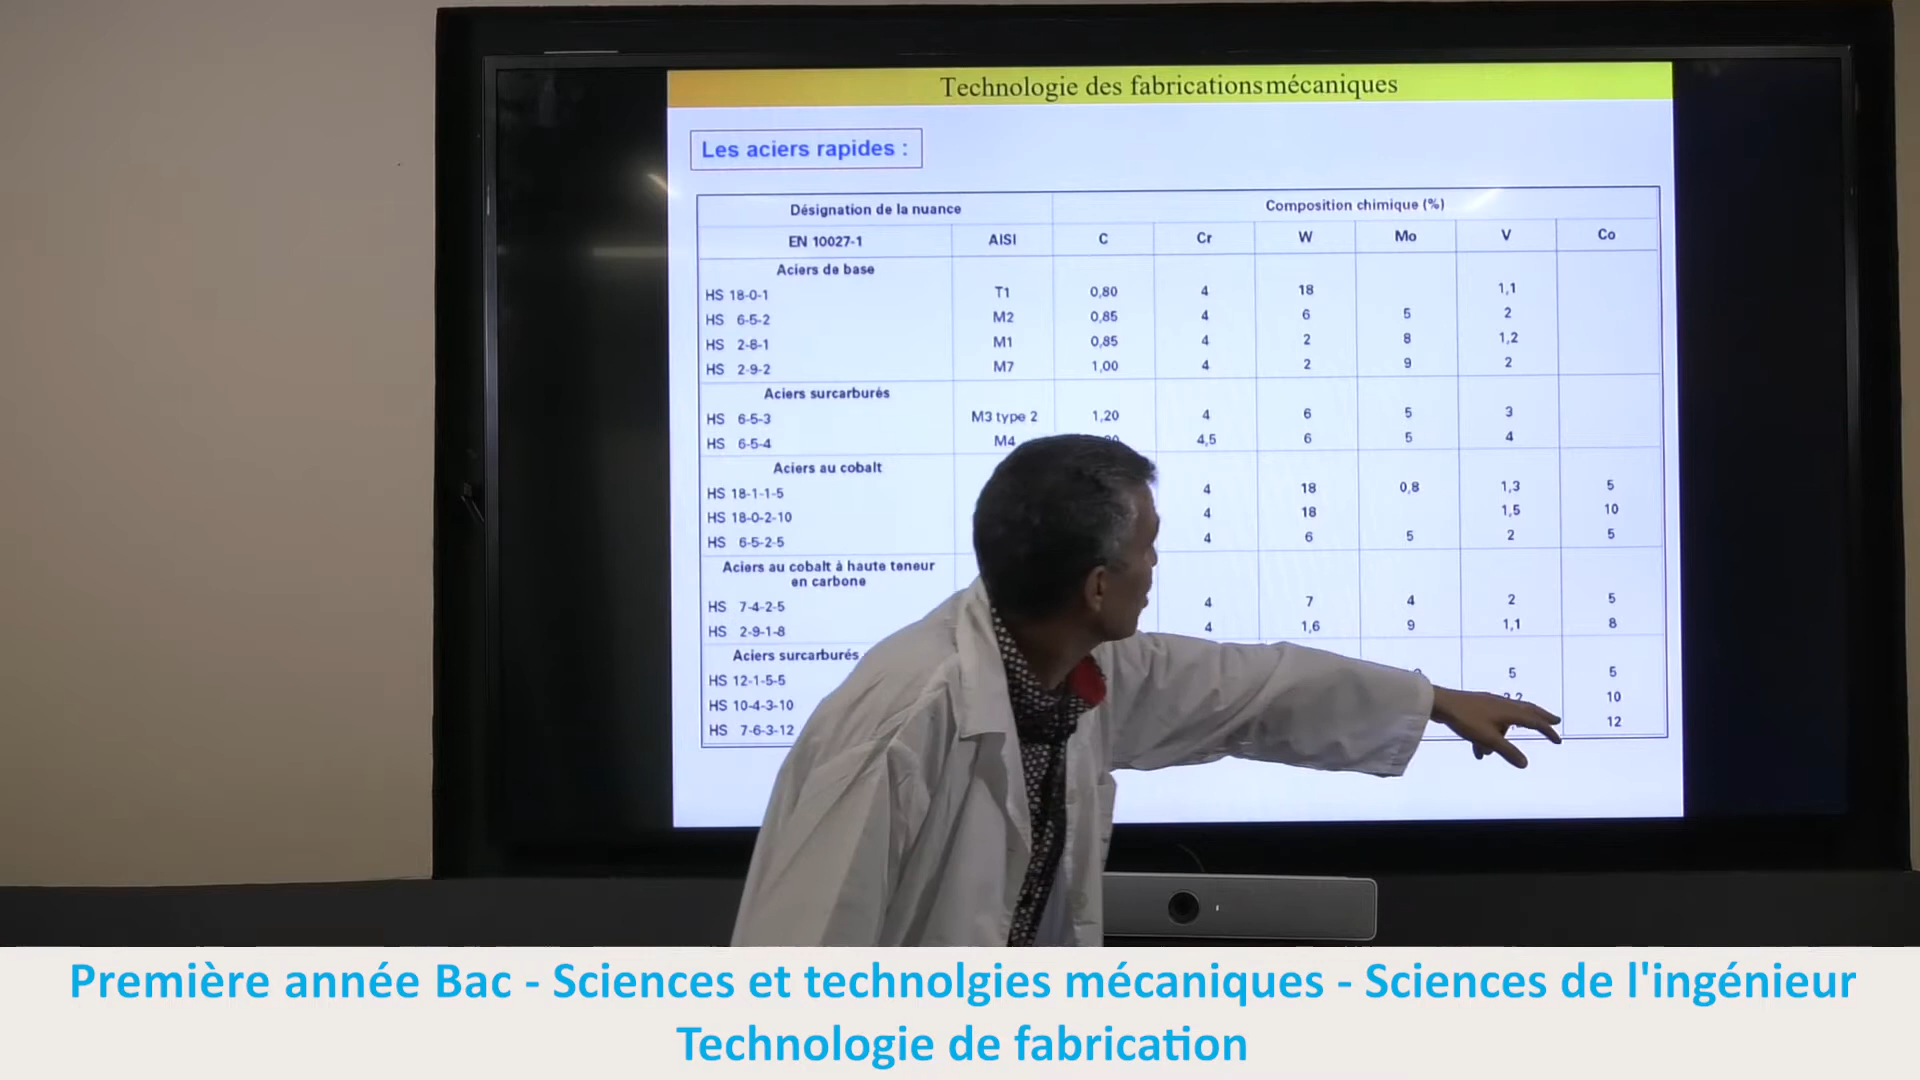 Technologie des fabrications mécaniques
Les aciers rapides :
Désignation de la nuance Composition chimique (%)
EN 10027-1 AISI C Cr W Mo V Co
Aciers de base
HS 18-0-1 T1 0,80 4 18 1,1
HS 6-5-2 M2 0,85 4 6 5 2
HS 2-8-1 M1 0,85 4 2 8 1,2
HS 2-9-2 M7 1,00 4 2 9 2
Aciers surcarburés
HS 6-5-3 M3 type 2 1,20 4 6 5 3
HS 6-5-4 M4 4,5 6 5 4
Aciers au cobalt
HS 18-1-1-5 4 18 0,8 1,3 5
HS 18-0-2-10 4 18 1,5 10
HS 6-5-2-5 4 6 5 2 5
Aciers au cobalt à haute teneur
en carbone
HS 7-4-2-5 4 7 4 2 5
HS 2-9-1-8 4 1,6 9 1,1 8
Aciers surcarburés
HS 12-1-5-5 5 5
HS 10-4-3-10 10
HS 7-6-3-12 12
Première année Bac - Sciences et technolgies mécaniques - Sciences de l'ingénieur
Technologie de fabrication